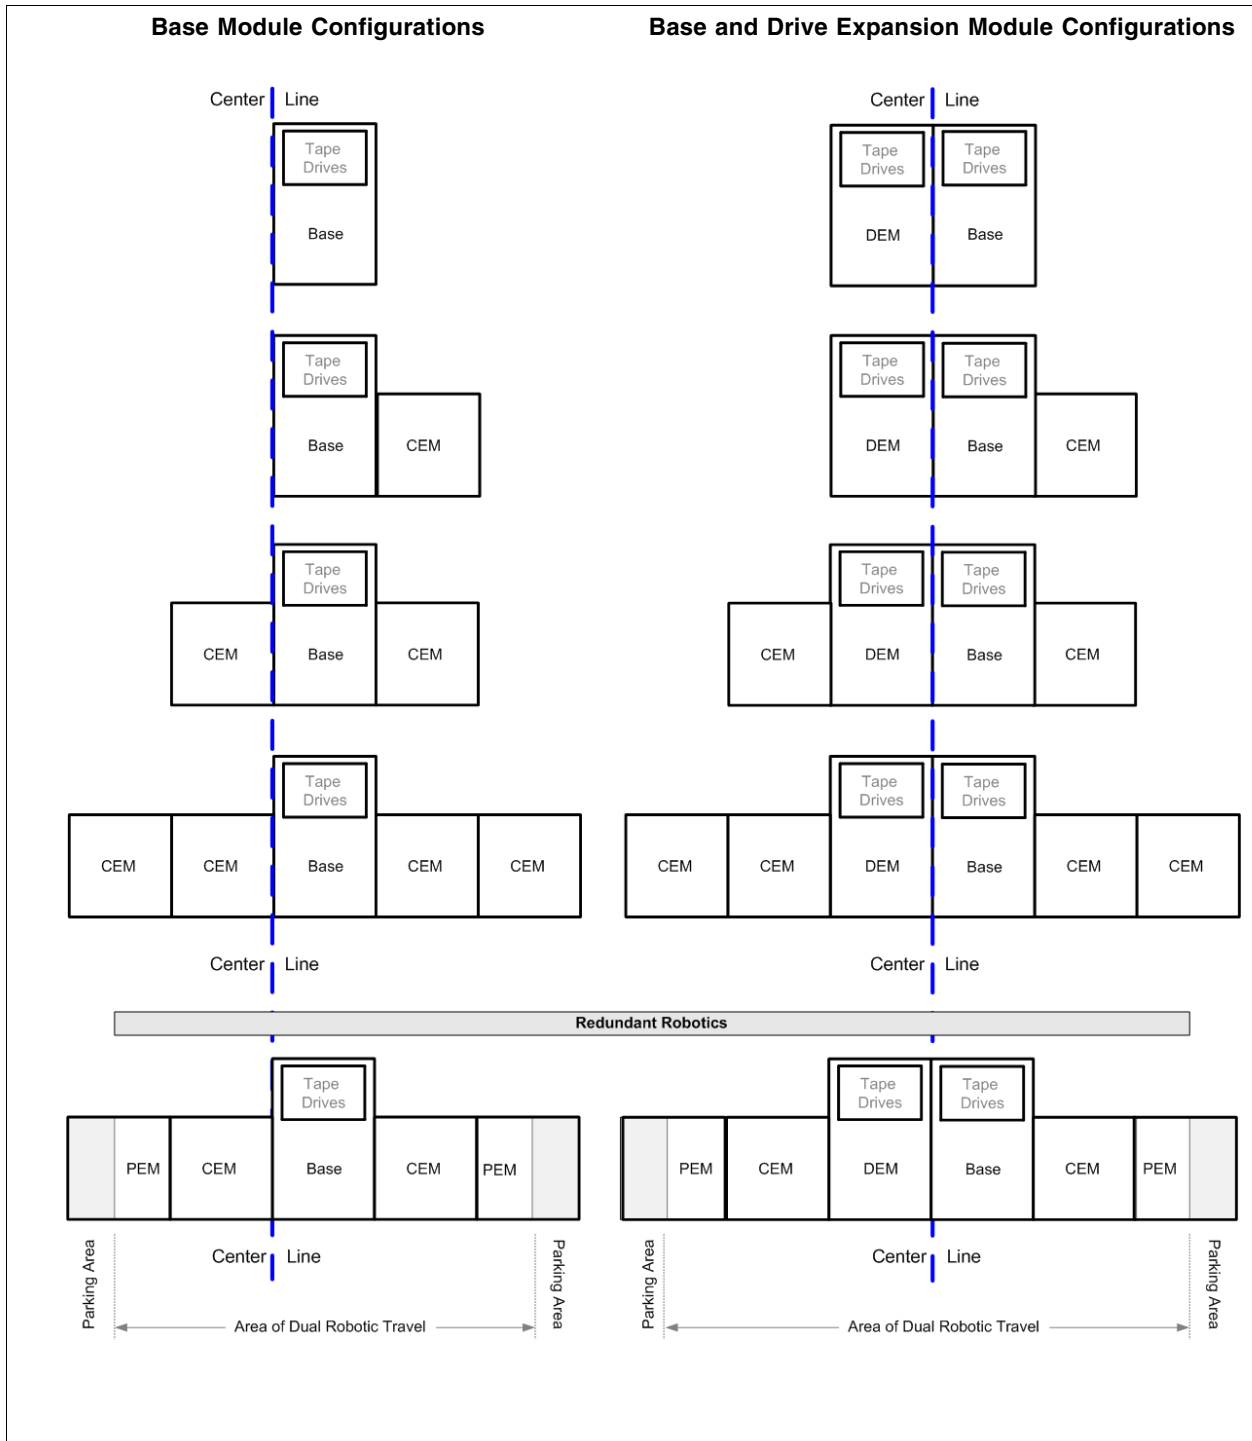 Base Module Configurations
Base and Drive Expansion Module Configurations
Center Line
Center Line
Tape
Drives
Base
Tape
Drives
DEM
Tape
Drives
Base
Tape
Drives
Base
CEM
Tape
Drives
DEM
Tape
Drives
Base
CEM
CEM
Tape
Drives
Base
CEM
CEM
Tape
Drives
DEM
Tape
Drives
Base
CEM
CEM
CEM
Tape
Drives
Base
CEM
CEM
CEM
CEM
Tape
Drives
DEM
Tape
Drives
Base
CEM
CEM
Center Line
Center Line
Redundant Robotics
PEM
CEM
Tape
Drives
Base
CEM
PEM
PEM
CEM
Tape
Drives
DEM
Tape
Drives
Base
CEM
PEM
Center Line
Center Line
Parking Area
Area of Dual Robotic Travel
Parking Area
Parking Area
Area of Dual Robotic Travel
Parking Area